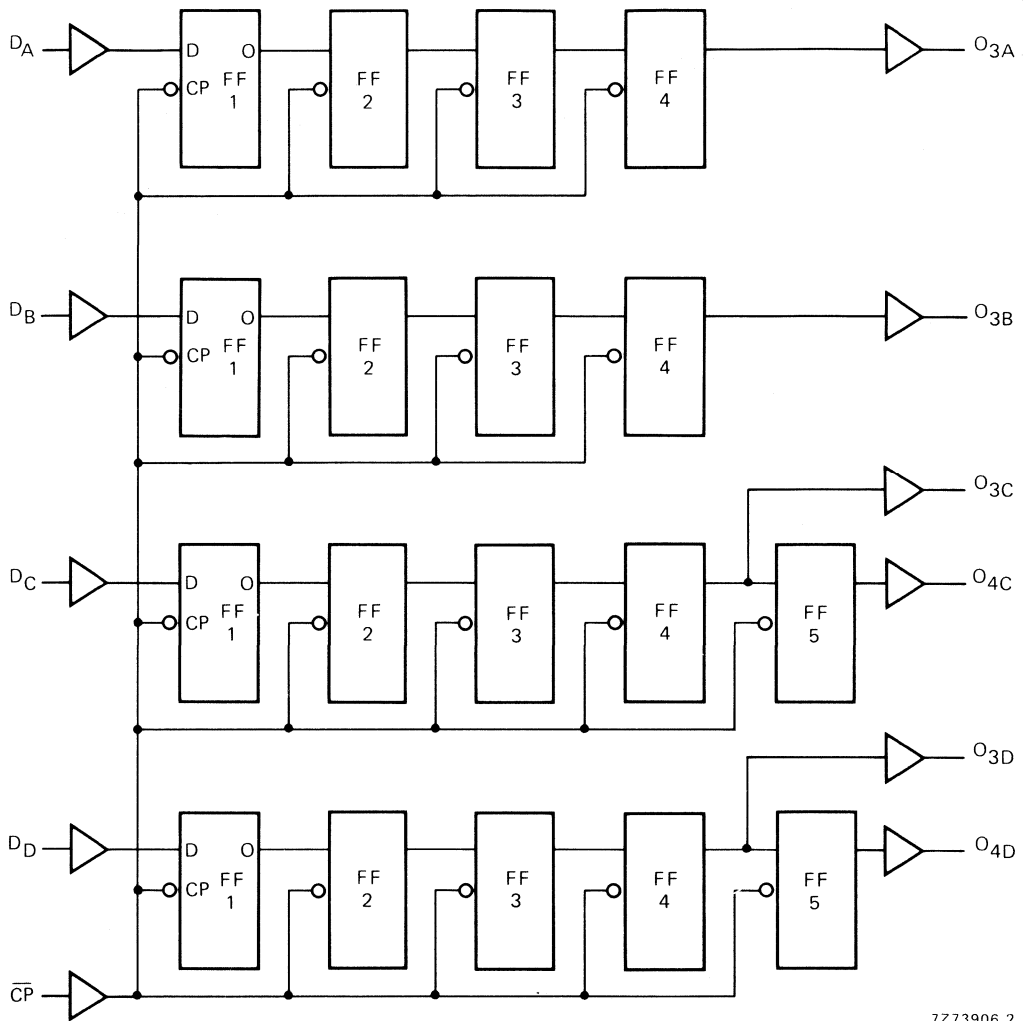 DA D O FF 1 CP FF 2 FF 3 FF 4 O3A
DB D O FF 1 CP FF 2 FF 3 FF 4 O3B
O3C
DC D O FF 1 CP FF 2 FF 3 FF 4 FF 5 O4C
O3D
DD D O FF 1 CP FF 2 FF 3 FF 4 FF 5 O4D
C̅P̅
7Z73906.2